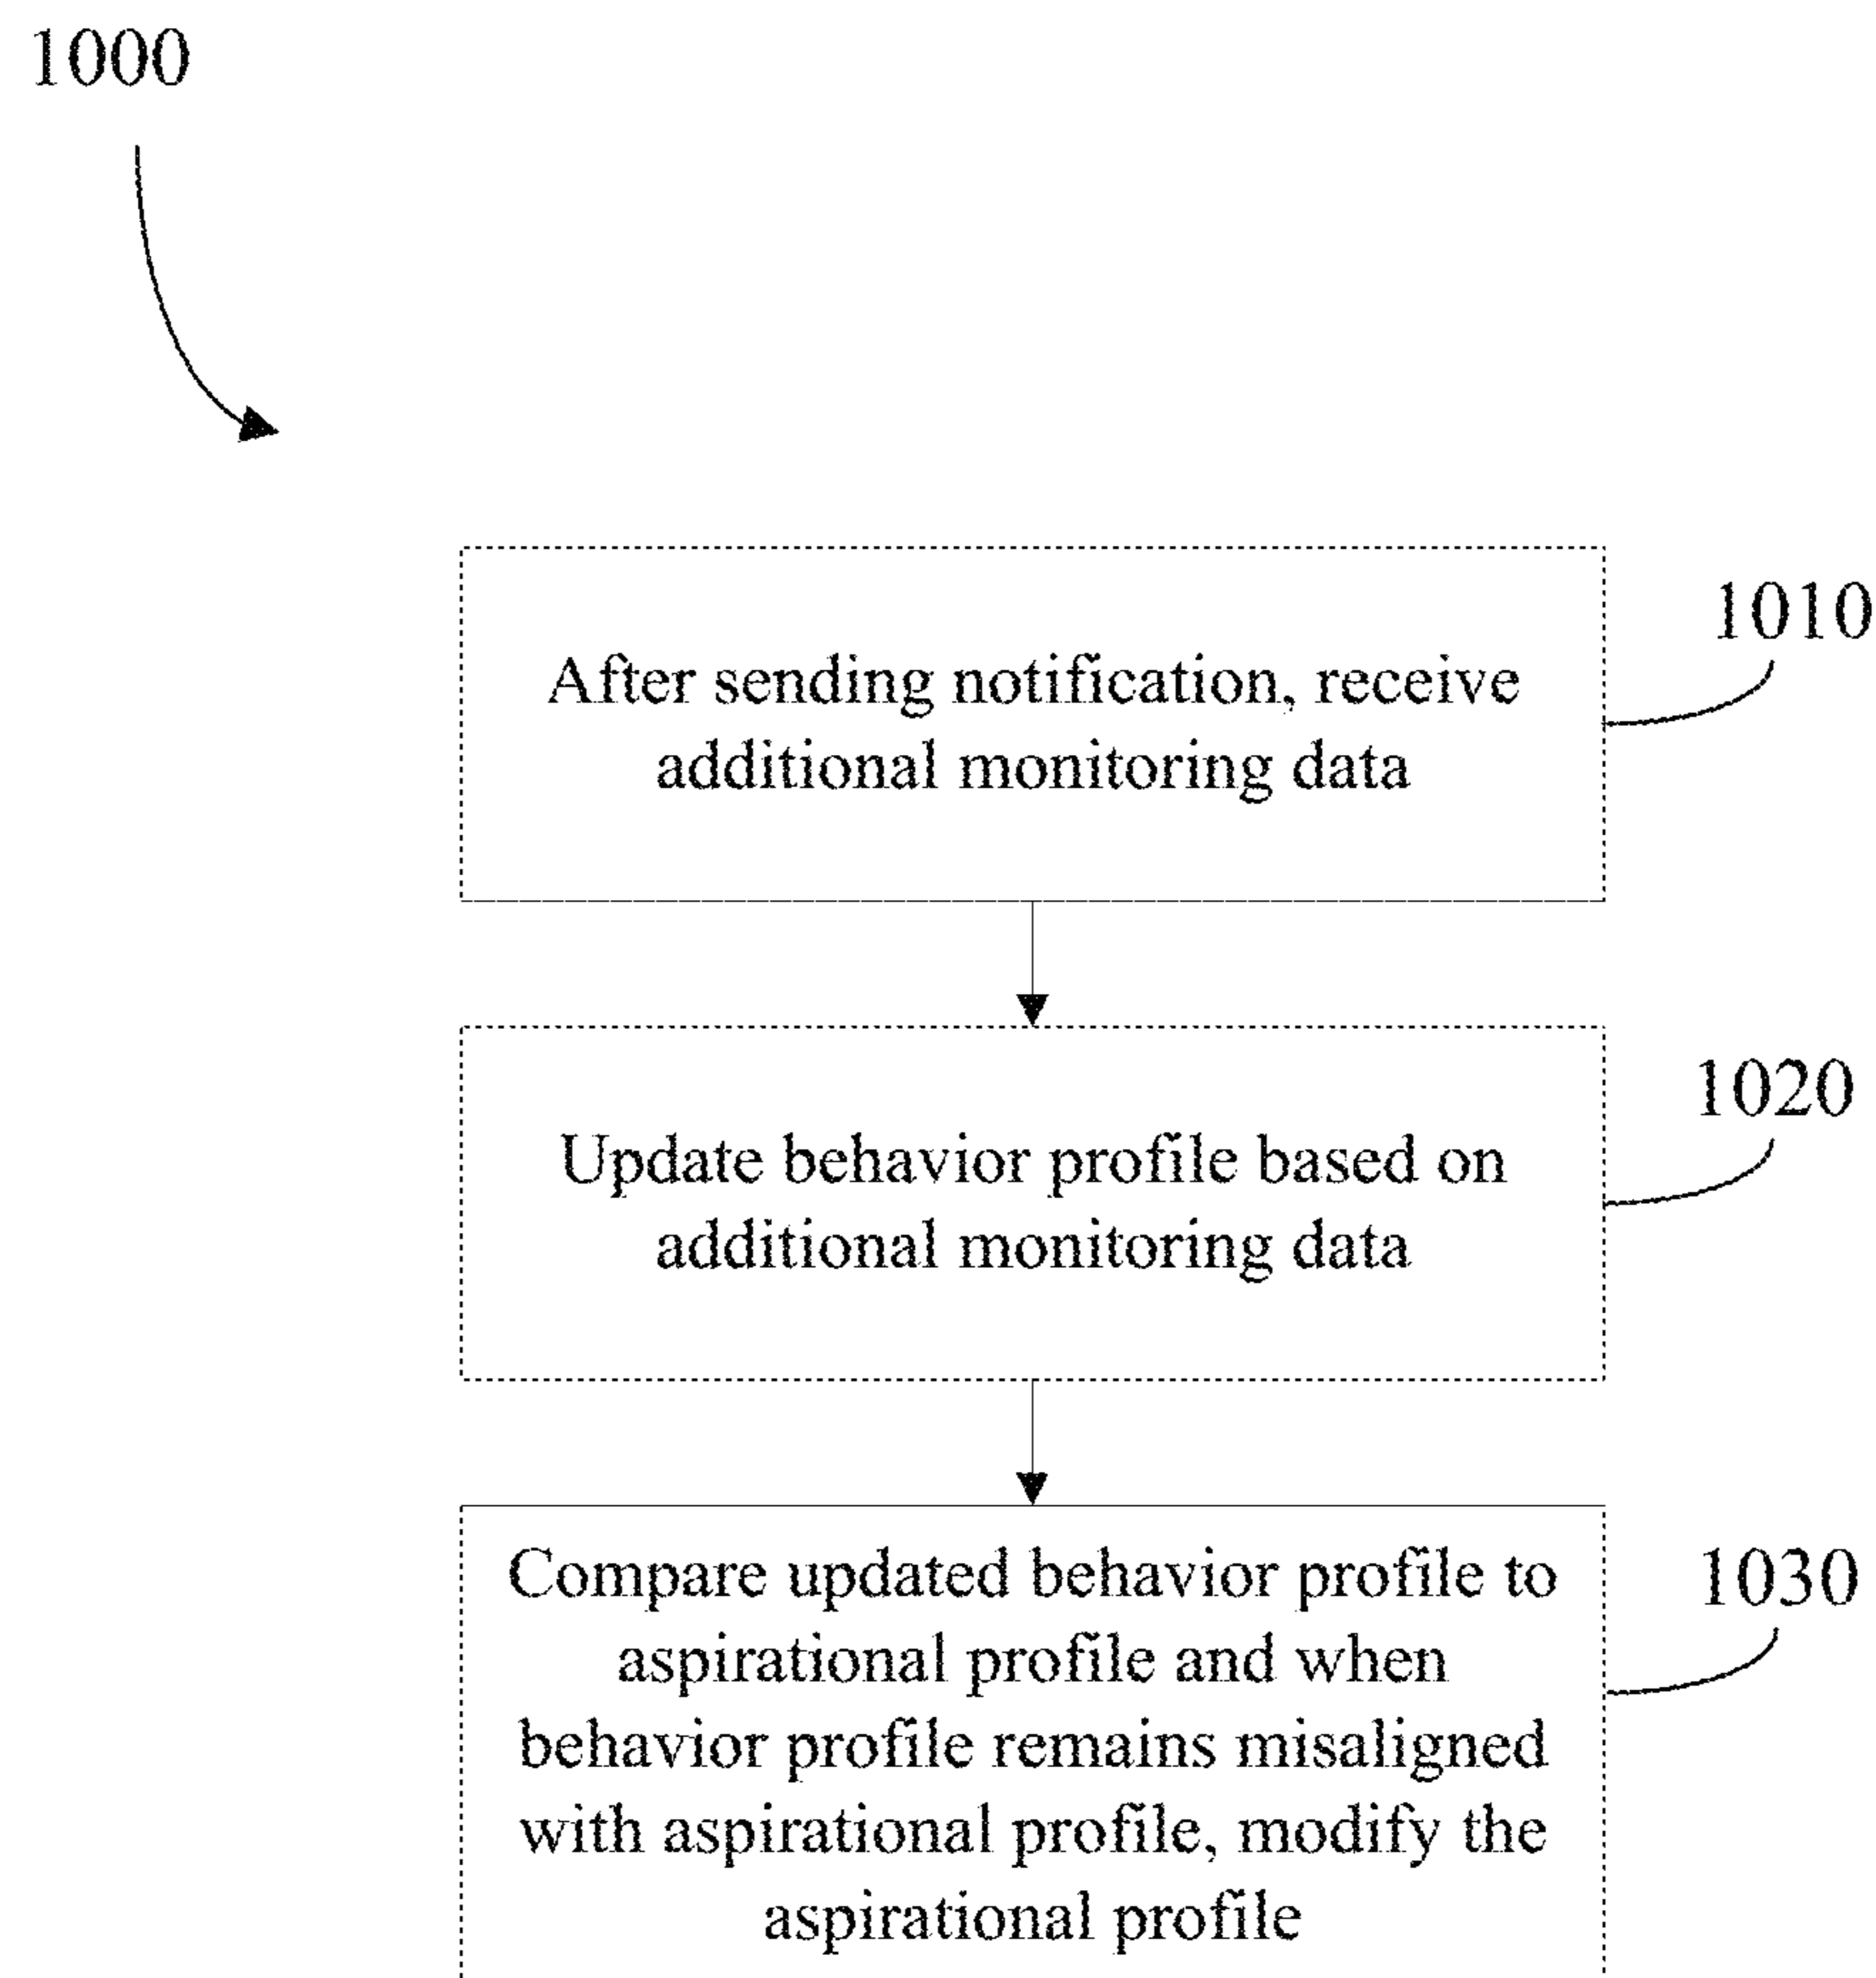 1000
After sending notification, receive
additional monitoring data
1010
Update behavior profile based on
additional monitoring data
1020
Compare updated behavior profile to
aspirational profile and when
behavior profile remains misaligned
with aspirational profile, modify the
aspirational profile
1030